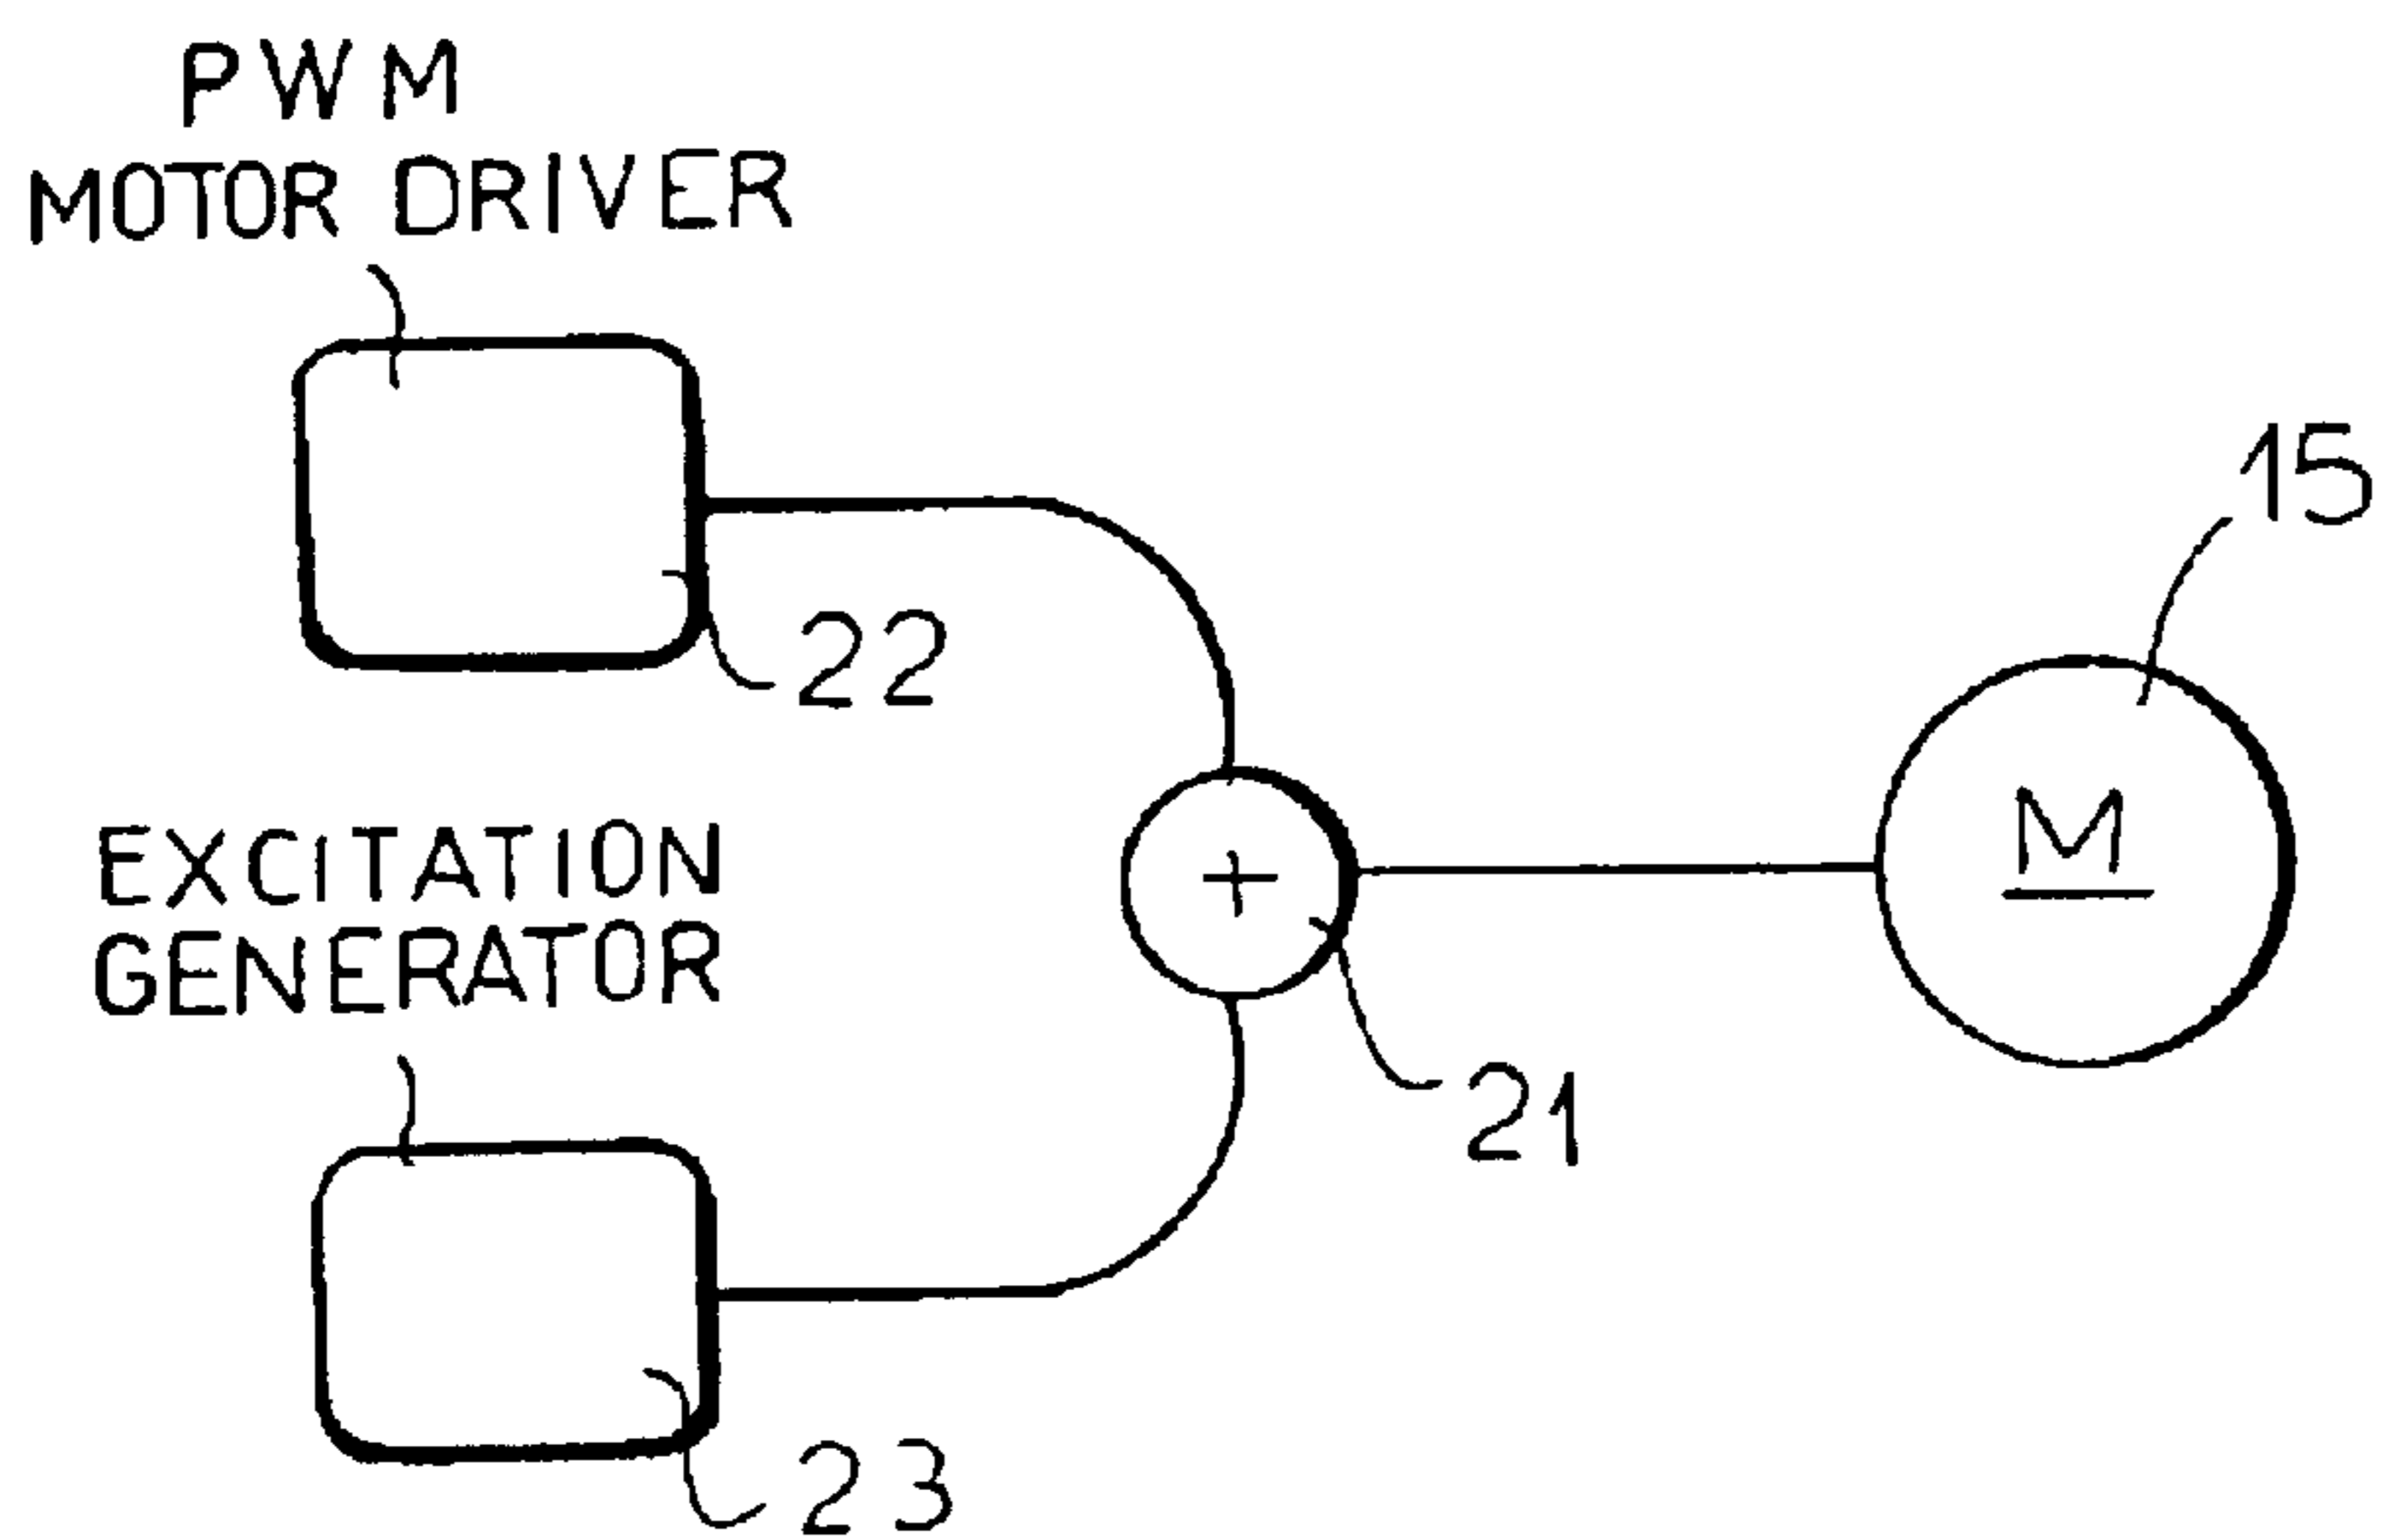 PWM
MOTOR DRIVER
15
22
EXCITATION
GENERATOR
+
M
21
23